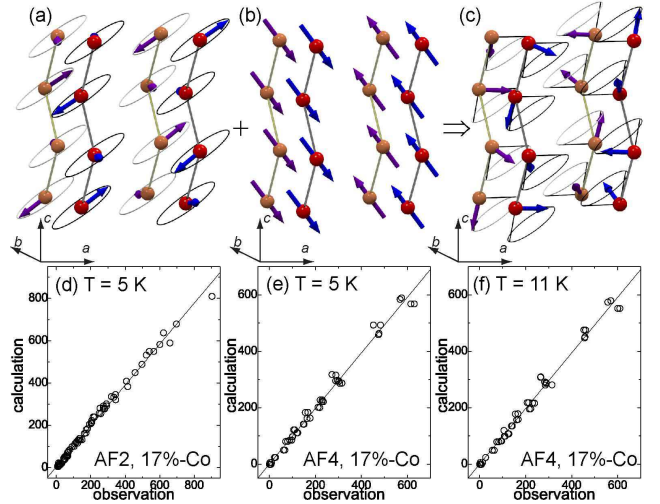 (a)
(b)
(c)
+
⇒
c
b
a
c
b
a
c
b
a
(d) T = 5 K
calculation
800
600
400
200
0
0 200 400 600 800
observation
AF2, 17%-Co
(e) T = 5 K
600
400
200
0
0 200 400 600
observation
AF4, 17%-Co
(f) T = 11 K
calculation
600
400
200
0
0 200 400 600
observation
AF4, 17%-Co